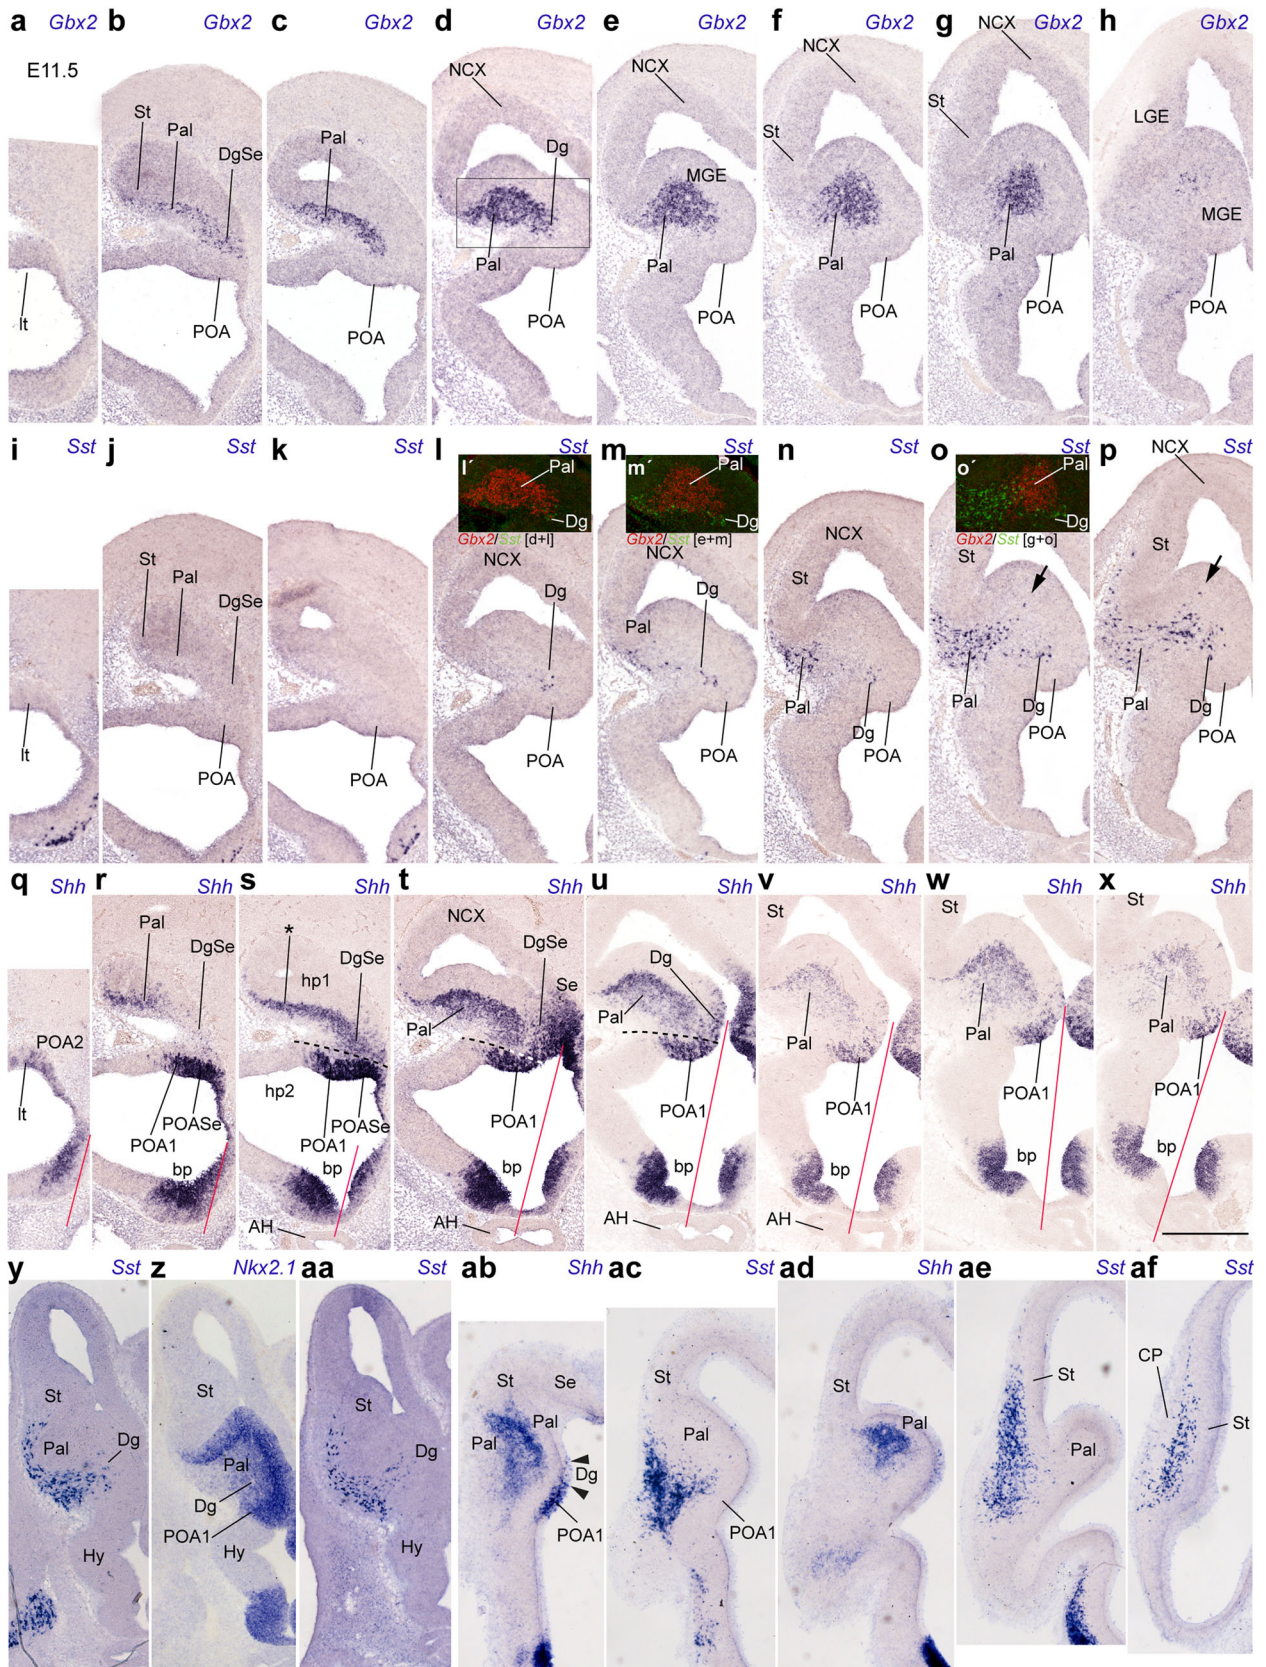 a Gbx2 b Gbx2 c Gbx2 d Gbx2 e Gbx2 f Gbx2 g Gbx2 h Gbx2
E11.5
NCX NCX NCX NCX
St Pal DgSe Pal Dg St MGE St LGE
MGE
lt Pal Pal Pal Pal
POA POA POA POA POA POA POA
i Sst j Sst k Sst l Sst m Sst n Sst o Sst p Sst
l´ Pal m´ Pal o´ Pal NCX
Dg Dg Dg
Gbx2/Sst [d+l] Gbx2/Sst [e+m] Gbx2/Sst [g+o]
St Pal DgSe NCX NCX NCX St St
Dg Pal Dg St
lt Pal Pal Dg Pal Dg
POA POA POA POA Dg POA POA POA
q Shh r Shh s Shh t Shh u Shh v Shh w Shh x Shh
Pal DgSe * DgSe NCX DgSe Se Dg St St St
hp1
POA2 Pal Pal Pal Pal Pal
lt hp2
POA1 POASe POA1 POASe POA1 POA1 POA1 POA1 POA1
bp bp bp bp bp bp bp
AH AH AH AH
y Sst z Nkx2.1 aa Sst ab Shh ac Sst ad Shh ae Sst af Sst
St St St St Se St St St CP St
Pal Dg Pal Dg Pal Pal Pal Pal Pal
Dg Dg
POA1 POA1 POA1
Hy Hy Hy